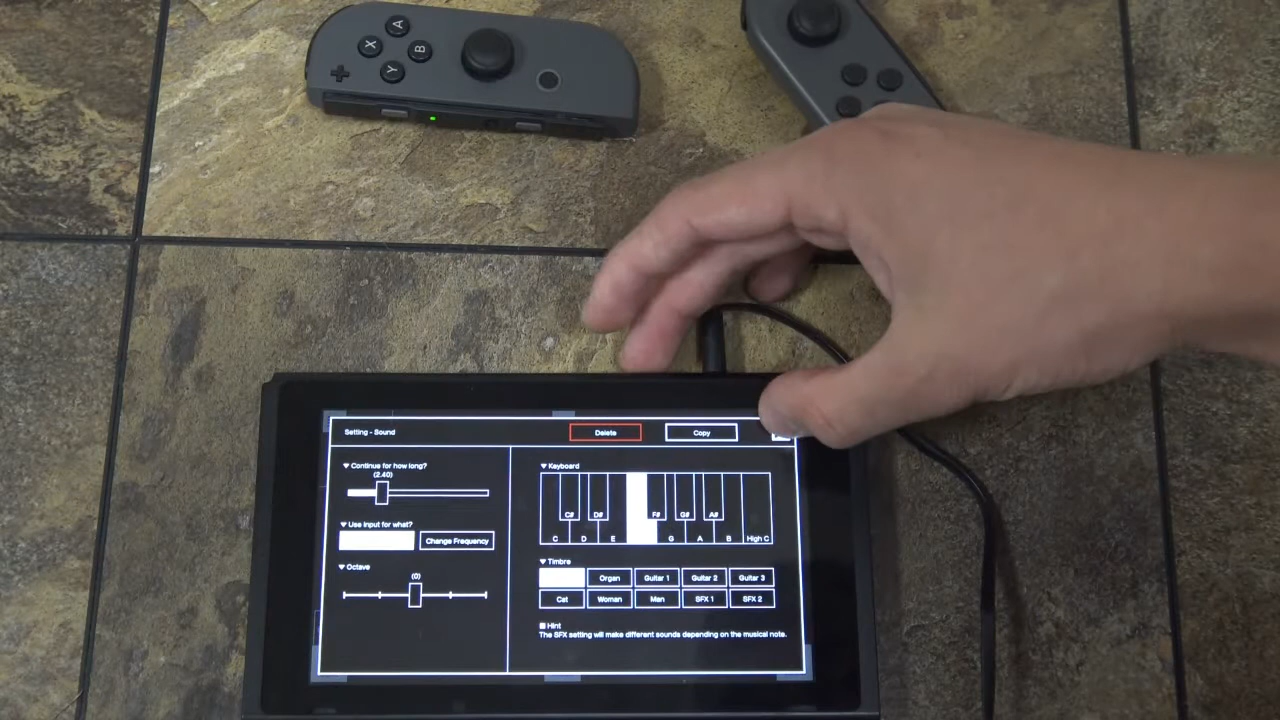 A
X
B
Y
Setting - Sound
Delete
Copy
Continue for how long?
(2.40)
Use input for what?
Change Frequency
Octave
(0)
Keyboard
C# D# F# G# A#
C D E G A B High C
Timbre
Organ Guitar 1 Guitar 2 Guitar 3
Cat Woman Man SFX 1 SFX 2
Hint
The SFX setting will make different sounds depending on the musical note.